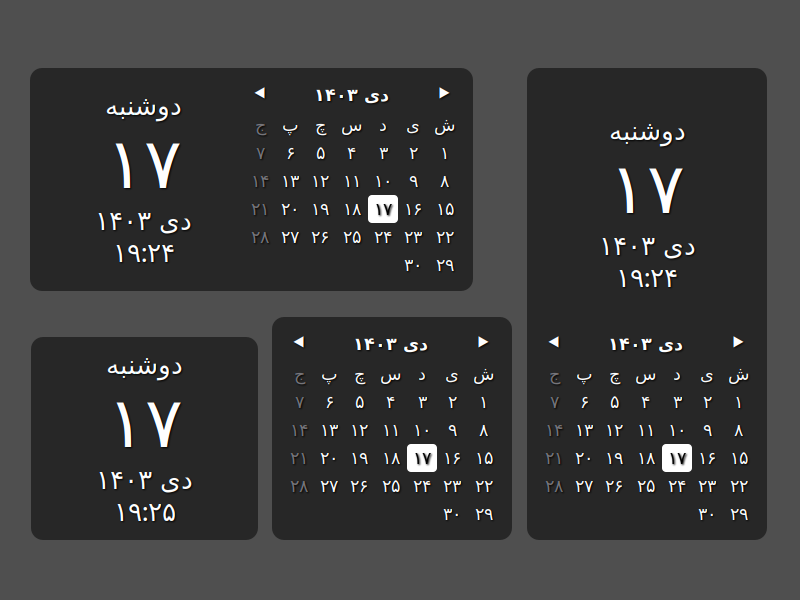 دوشنبه
۱۷
دی ۱۴۰۳
۱۹:۲۴
دی ۱۴۰۳
ش ی د س چ پ ج
۱ ۲ ۳ ۴ ۵ ۶ ۷
۸ ۹ ۱۰ ۱۱ ۱۲ ۱۳ ۱۴
۱۵ ۱۶ ۱۷ ۱۸ ۱۹ ۲۰ ۲۱
۲۲ ۲۳ ۲۴ ۲۵ ۲۶ ۲۷ ۲۸
۲۹ ۳۰
دوشنبه
۱۷
دی ۱۴۰۳
۱۹:۲۴
دی ۱۴۰۳
ش ی د س چ پ ج
۱ ۲ ۳ ۴ ۵ ۶ ۷
۸ ۹ ۱۰ ۱۱ ۱۲ ۱۳ ۱۴
۱۵ ۱۶ ۱۷ ۱۸ ۱۹ ۲۰ ۲۱
۲۲ ۲۳ ۲۴ ۲۵ ۲۶ ۲۷ ۲۸
۲۹ ۳۰
دی ۱۴۰۳
ش ی د س چ پ ج
۱ ۲ ۳ ۴ ۵ ۶ ۷
۸ ۹ ۱۰ ۱۱ ۱۲ ۱۳ ۱۴
۱۵ ۱۶ ۱۷ ۱۸ ۱۹ ۲۰ ۲۱
۲۲ ۲۳ ۲۴ ۲۵ ۲۶ ۲۷ ۲۸
۲۹ ۳۰
دوشنبه
۱۷
دی ۱۴۰۳
۱۹:۲۵